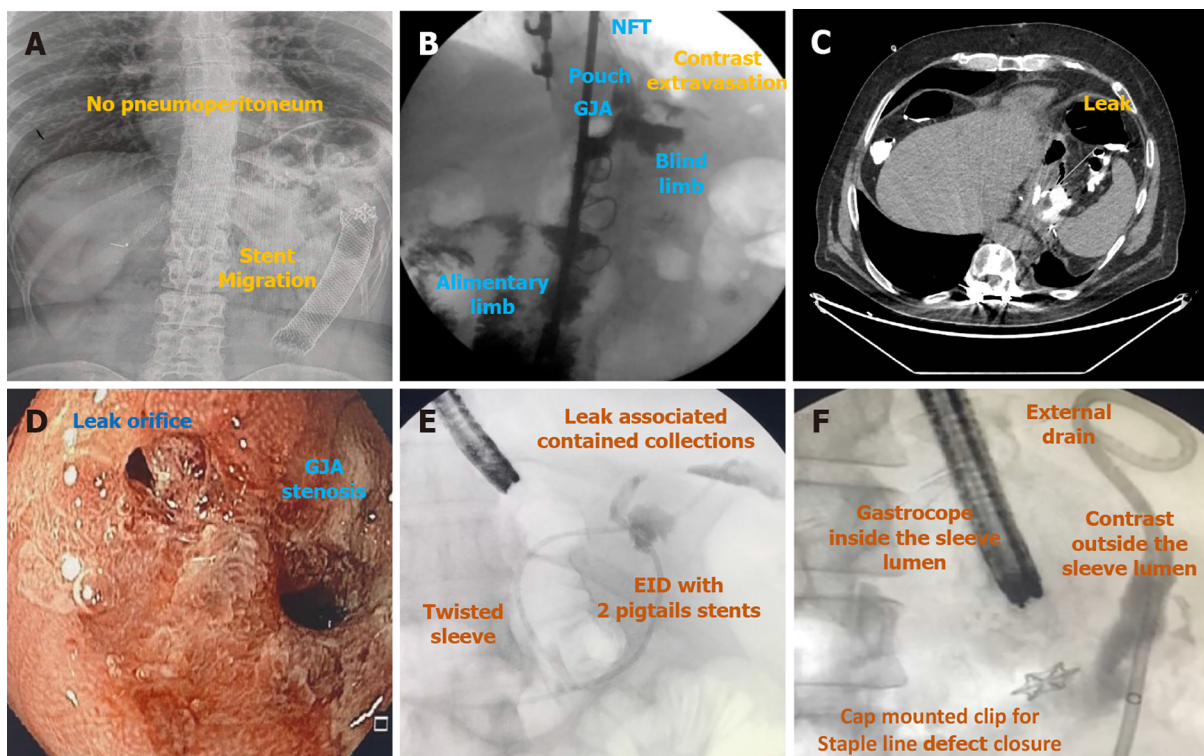 A
No pneumoperitoneum
Stent
Migration
B
NFT
Contrast
extravasation
Pouch
GJA
Blind
limb
Alimentary
limb
C
Leak
D
Leak orifice
GJA
stenosis
E
Leak associated
contained collections
EID with
2 pigtails stents
Twisted
sleeve
F
External
drain
Gastrocope
inside the sleeve
lumen
Contrast
outside the
sleeve lumen
Cap mounted clip for
Staple line defect closure